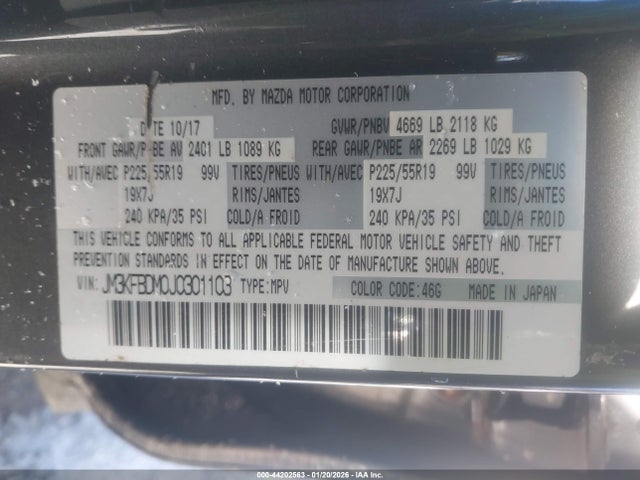 MFD. BY MAZDA MOTOR CORPORATION
DATE 10/17 GVWR/PNBV 4669 LB 2118 KG
FRONT GAWR/PNBE AV 2401 LB 1089 KG REAR GAWR/PNBE AR 2269 LB 1029 KG
WITH/AVEC P225/55R19 99V TIRES/PNEUS WITH/AVEC P225/55R19 99V TIRES/PNEUS
19X7J RIMS/JANTES 19X7J RIMS/JANTES
240 KPA/35 PSI COLD/A FROID 240 KPA/35 PSI COLD/A FROID
THIS VEHICLE CONFORMS TO ALL APPLICABLE FEDERAL MOTOR VEHICLE SAFETY AND THEFT
PREVENTION STANDARDS IN EFFECT ON THE DATE OF MANUFACTURE SHOWN ABOVE.
VIN: JM3KFBDM0J0301103 TYPE:MPV COLOR CODE:46G MADE IN JAPAN
000-44202563 - 01/20/2026 - IAA Inc.